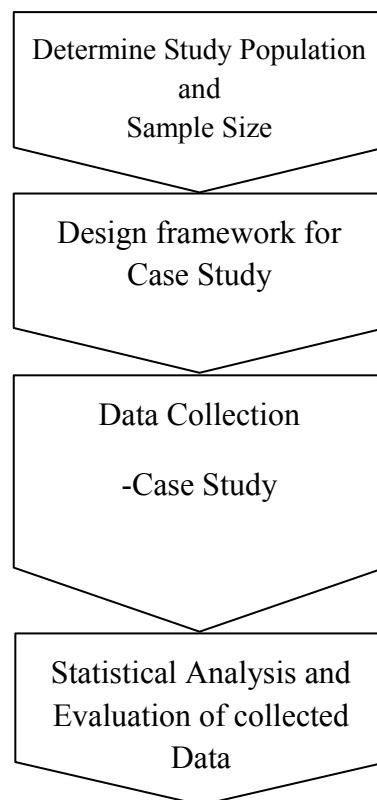 Determine Study Population
and
Sample Size
Design framework for
Case Study
Data Collection
-Case Study
Statistical Analysis and
Evaluation of collected
Data